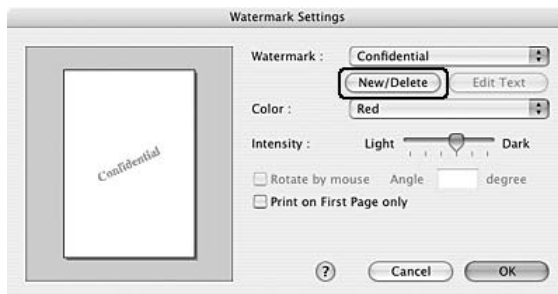 Watermark Settings
Watermark : Confidential
New/Delete Edit Text
Color : Red
Intensity : Light Dark
Confidential
Rotate by mouse Angle degree
Print on First Page only
? Cancel OK